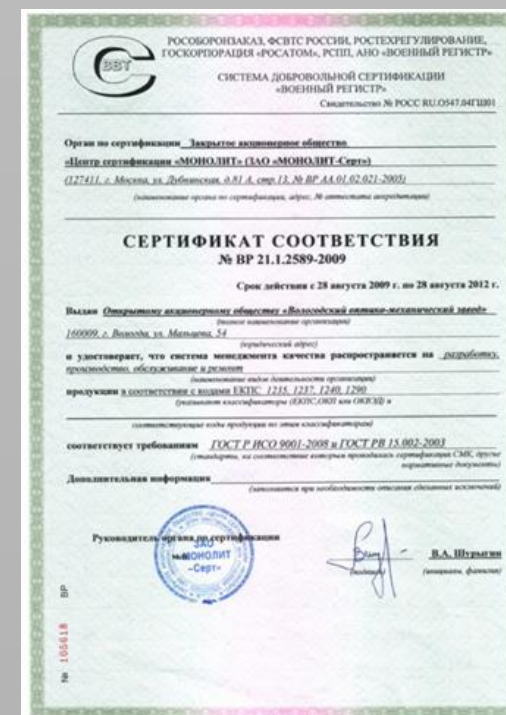 РОСОБОРОНЗАКАЗ, ФСВТС РОССИИ, РОСТЕХРЕГУЛИРОВАНИЕ,
ГОСКОРПОРАЦИЯ «РОСАТОМ», РСПП, АНО «ВОЕННЫЙ РЕГИСТР»
ВВТ
СИСТЕМА ДОБРОВОЛЬНОЙ СЕРТИФИКАЦИИ
«ВОЕННЫЙ РЕГИСТР»
Свидетельство № РОСС RU.О547.04ГШ01
Орган по сертификации Закрытое акционерное общество
«Центр сертификации «МОНОЛИТ» (ЗАО «МОНОЛИТ-Серт»)
(127411, г. Москва, ул. Дубнинская, д.81 А, стр.13, № ВР АА.01.02.021-2005)
(наименование органа по сертификации, адрес, № аттестата аккредитации)
СЕРТИФИКАТ СООТВЕТСТВИЯ
№ ВР 21.1.2589-2009
Срок действия с 28 августа 2009 г. по 28 августа 2012 г.
Выдан Открытому акционерному обществу «Вологодский оптико-механический завод»
(полное наименование организации)
160009, г. Вологда, ул. Мальцева, 54
(юридический адрес)
и удостоверяет, что система менеджмента качества распространяется на разработку,
производство, обслуживание и ремонт
(наименование видов деятельности организации)
продукции в соответствии с кодами ЕКПС 1235, 1237, 1240, 1290
(указывают классификаторы (ЕКПС,ОКП или ОКВЭД) и
соответствующие коды продукции по этим классификаторам)
соответствует требованиям ГОСТ Р ИСО 9001-2008 и ГОСТ РВ 15.002-2003
(стандарты, на соответствие которым проводилась сертификация СМК, другие
нормативные документы)
Дополнительная информация
(заполняется при необходимости описания сделанных исключений)
Руководитель органа по сертификации
ЗАО
МОНОЛИТ
-Серт-
В.А. Шурыгин
(подпись)
(инициалы, фамилия)
№ 105618 ВР